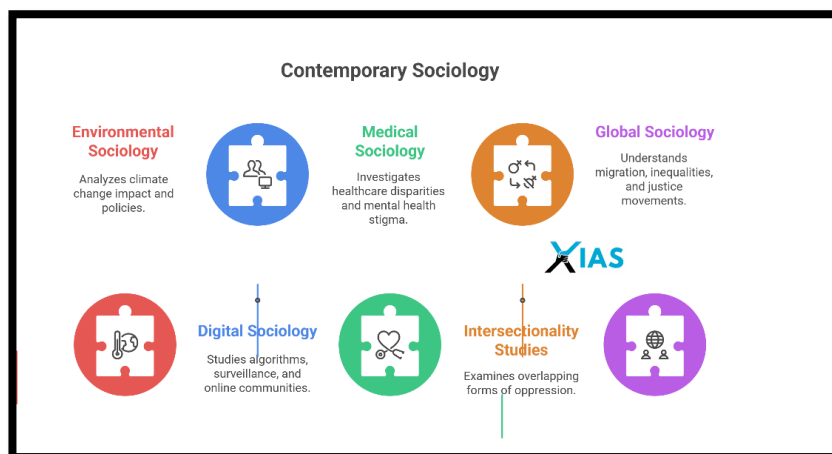 Contemporary Sociology
Environmental
Sociology
Analyzes climate
change impact and
policies.
Medical
Sociology
Investigates
healthcare disparities
and mental health
stigma.
Global Sociology
Understands
migration, inequalities,
and justice
movements.
XIAS
Digital Sociology
Studies algorithms,
surveillance, and
online communities.
Intersectionality
Studies
Examines overlapping
forms of oppression.